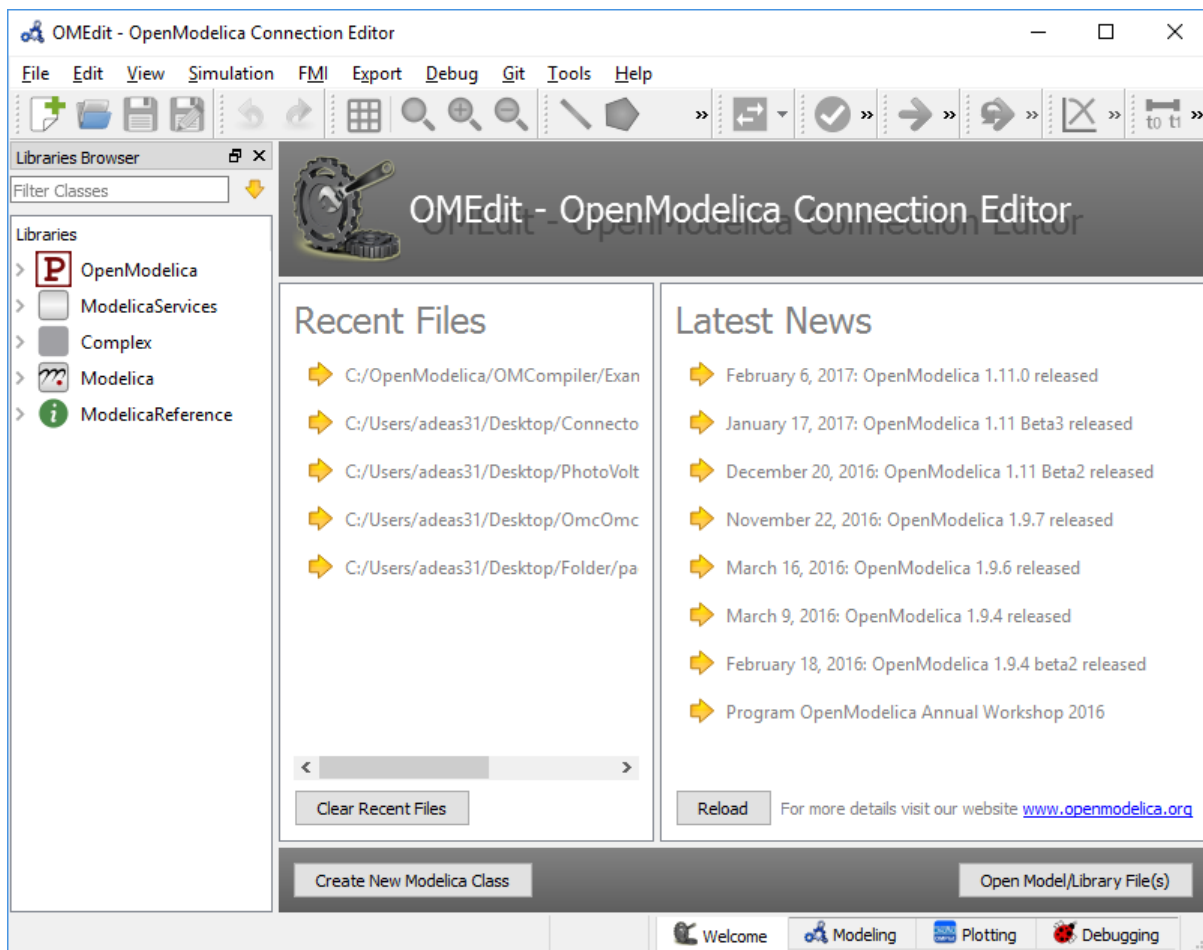 OMEdit - OpenModelica Connection Editor
File Edit View Simulation FMI Export Debug Git Tools Help
t0 t1
Libraries Browser
Filter Classes
Libraries
P OpenModelica
ModelicaServices
Complex
m Modelica
i ModelicaReference
OMEdit - OpenModelica Connection Editor
Recent Files
C:/OpenModelica/OMCompiler/Exan
C:/Users/adeas31/Desktop/Connecto
C:/Users/adeas31/Desktop/PhotoVolt
C:/Users/adeas31/Desktop/OmcOmc
C:/Users/adeas31/Desktop/Folder/pa
Clear Recent Files
Latest News
February 6, 2017: OpenModelica 1.11.0 released
January 17, 2017: OpenModelica 1.11 Beta3 released
December 20, 2016: OpenModelica 1.11 Beta2 released
November 22, 2016: OpenModelica 1.9.7 released
March 16, 2016: OpenModelica 1.9.6 released
March 9, 2016: OpenModelica 1.9.4 released
February 18, 2016: OpenModelica 1.9.4 beta2 released
Program OpenModelica Annual Workshop 2016
Reload For more details visit our website www.openmodelica.org
Create New Modelica Class Open Model/Library File(s)
Welcome Modeling Plotting Debugging